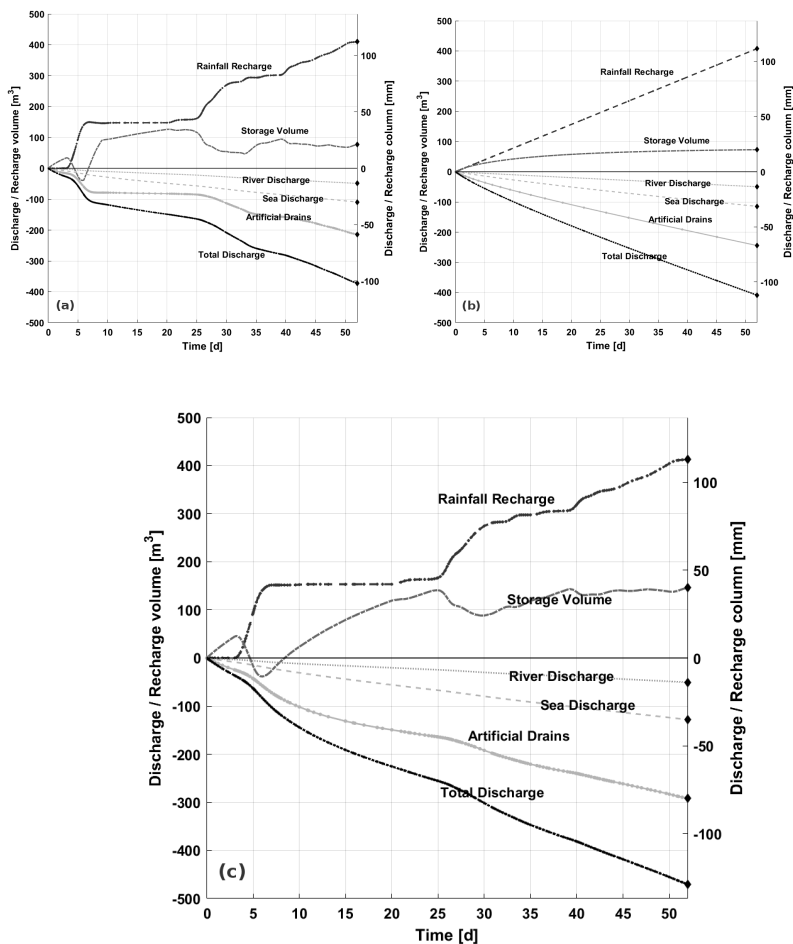 500
400
300
200
100
0
-100
-200
-300
-400
-500
Discharge / Recharge volume [m³]
Rainfall Recharge
Storage Volume
River Discharge
Sea Discharge
Artificial Drains
Total Discharge
(a)
100
50
0
-50
-100
Discharge / Recharge column [mm]
0 5 10 15 20 25 30 35 40 45 50
Time [d]
500
400
300
200
100
0
-100
-200
-300
-400
-500
Discharge / Recharge volume [m³]
Rainfall Recharge
Storage Volume
River Discharge
Sea Discharge
Artificial Drains
Total Discharge
(b)
100
50
0
-50
-100
Discharge / Recharge column [mm]
0 5 10 15 20 25 30 35 40 45 50
Time [d]
500
400
300
200
100
0
-100
-200
-300
-400
-500
Discharge / Recharge volume [m³]
Rainfall Recharge
Storage Volume
River Discharge
Sea Discharge
Artificial Drains
Total Discharge
(c)
100
50
0
-50
-100
Discharge / Recharge column [mm]
0 5 10 15 20 25 30 35 40 45 50
Time [d]